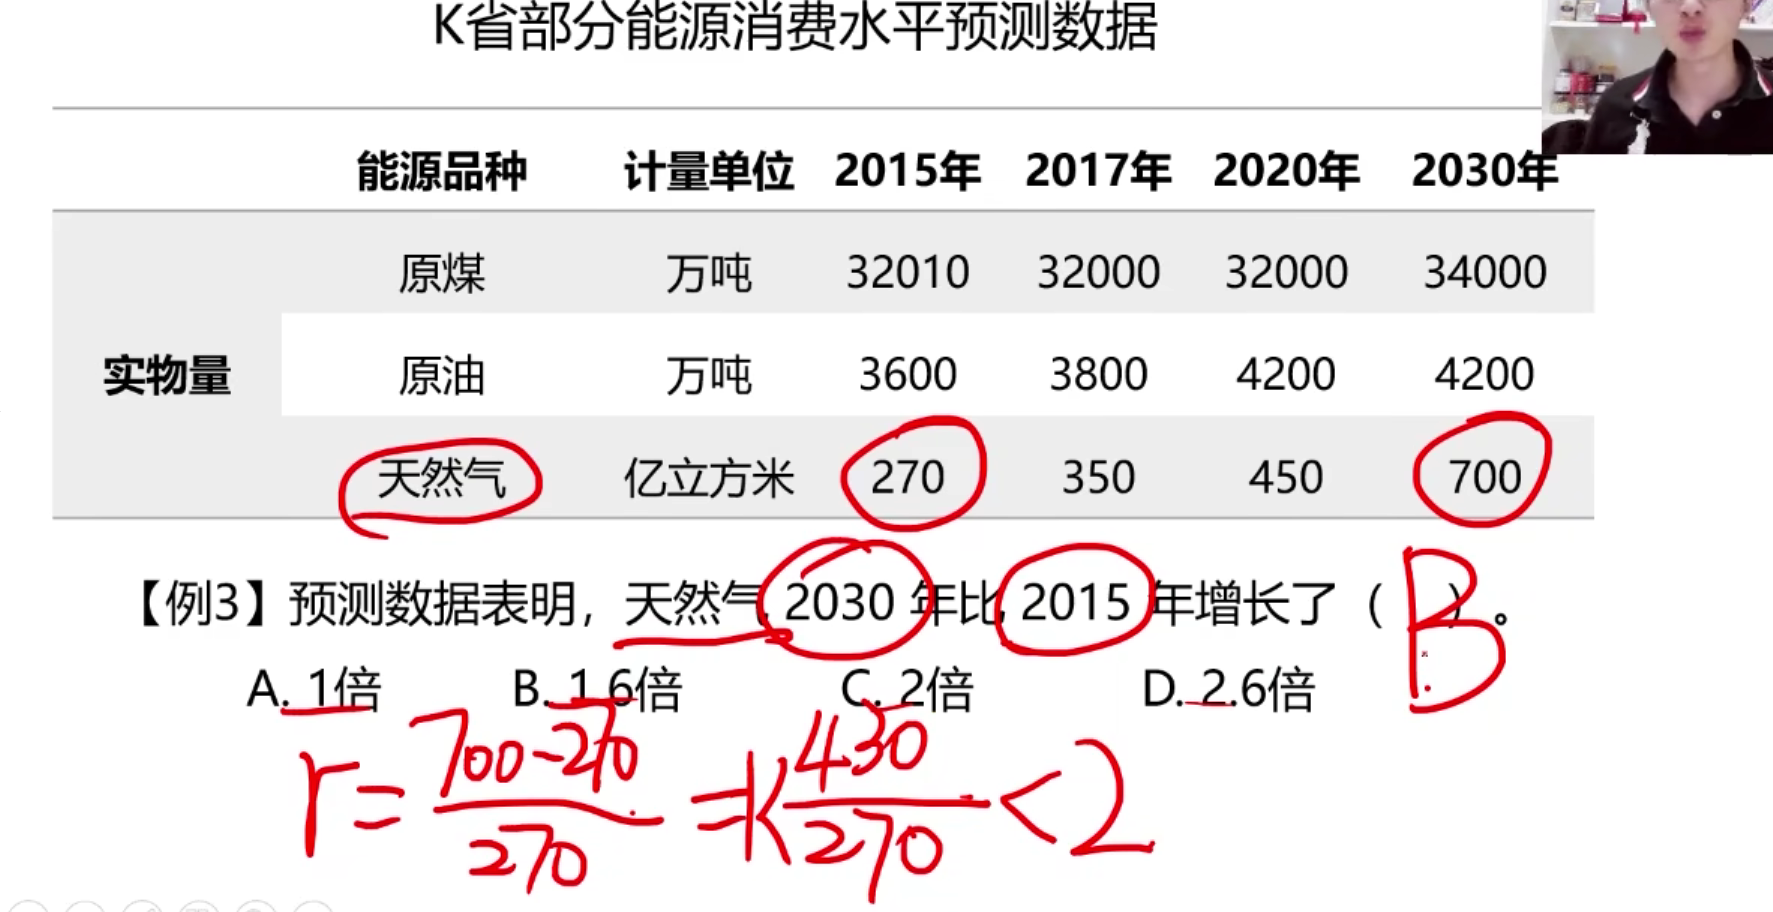 K省部分能源消费水平预测数据
能源品种 计量单位 2015年 2017年 2020年 2030年
实物量
原煤 万吨 32010 32000 32000 34000
原油 万吨 3600 3800 4200 4200
天然气 亿立方米 270 350 450 700
【例3】预测数据表明，天然气 2030 年比 2015 年增长了（ B ）。
A. 1倍 B. 1.6倍 C. 2倍 D. 2.6倍
r = 700-270 / 270 = 1< 430 / 270 < 2